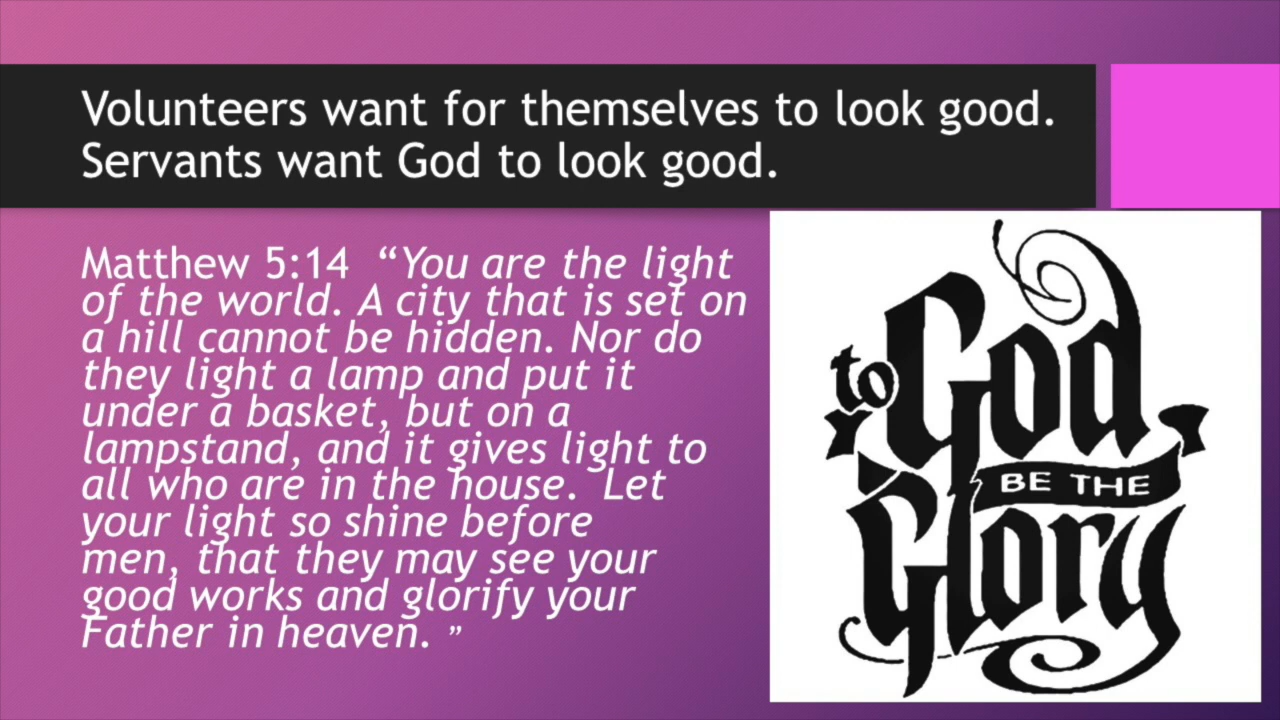 Volunteers want for themselves to look good.
Servants want God to look good.
Matthew 5:14 “You are the light
of the world. A city that is set on
a hill cannot be hidden. Nor do
they light a lamp and put it
under a basket, but on a
lampstand, and it gives light to
all who are in the house. Let
your light so shine before
men, that they may see your
good works and glorify your
Father in heaven. ”
to God
BE THE
Glory